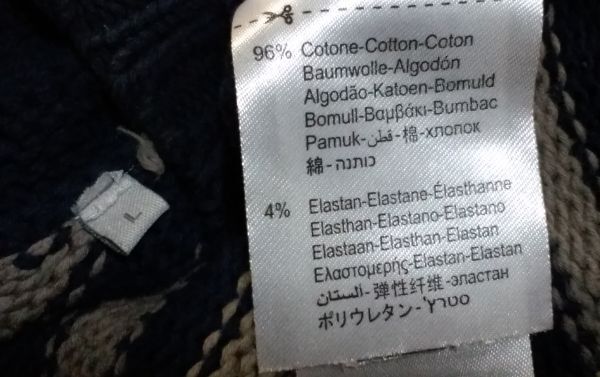 96% Cotone-Cotton-Coton
Baumwolle-Algodón
Algodão-Katoen-Bomuld
Bomull-Βαμβάκι-Bumbac
Pamuk-قطن-棉-хлопок
綿-כותנה
4% Elastan-Elastane-Élasthanne
Elasthan-Elastano-Elastano
Elastaan-Elasthan-Elastan
Ελαστομερής-Elastan-Elastan
الستان-弹性纤维-эластан
ポリウレタン-סטרץ'
L